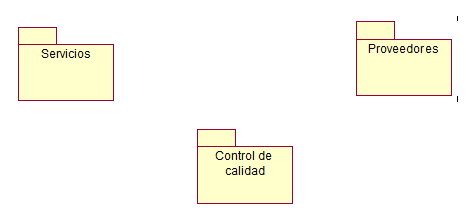 Servicios
Proveedores
Control de
calidad